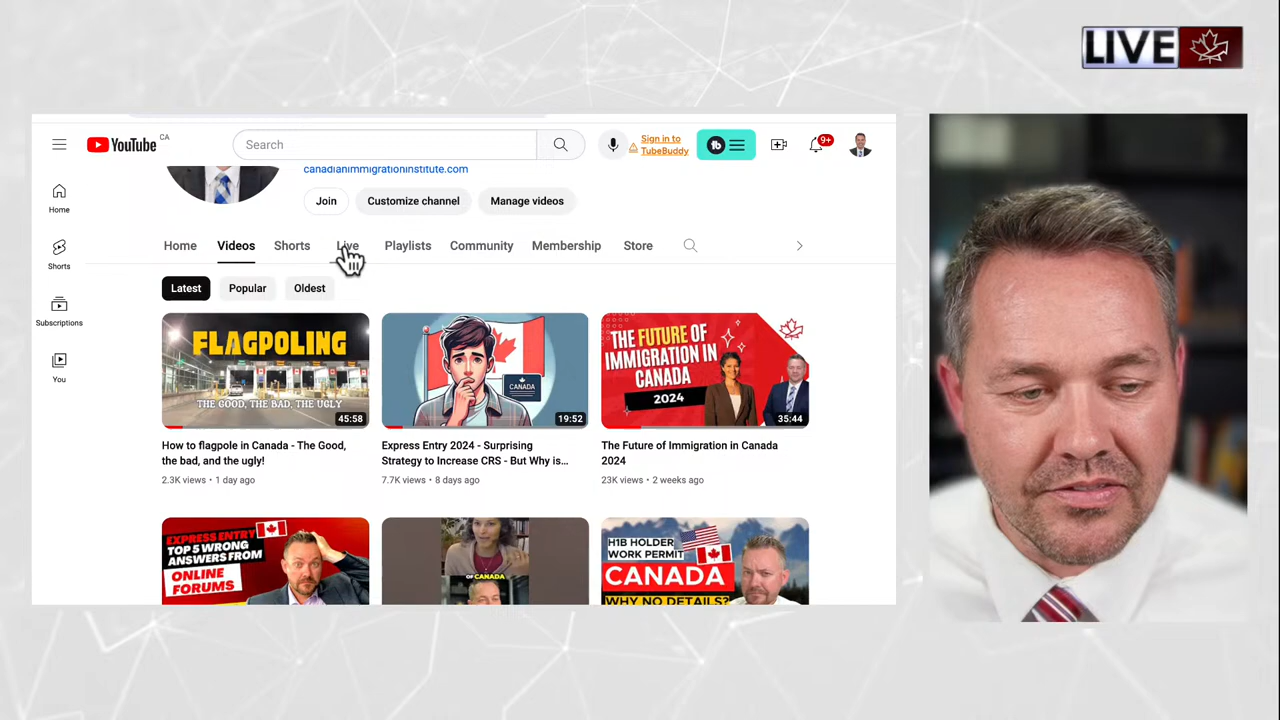 LIVE
YouTube CA
Search
Sign in to
TubeBuddy
tb
9+
canadianimmigrationinstitute.com
Join
Customize channel
Manage videos
Home
Videos
Shorts
Live
Playlists
Community
Membership
Store
Home
Shorts
Subscriptions
You
Latest
Popular
Oldest
FLAGPOLING
THE GOOD, THE BAD, THE UGLY
45:58
CANADA
19:52
THE FUTURE OF
IMMIGRATION IN
CANADA
2024
35:44
How to flagpole in Canada - The Good,
the bad, and the ugly!
2.3K views • 1 day ago
Express Entry 2024 - Surprising
Strategy to Increase CRS - But Why is...
7.7K views • 8 days ago
The Future of Immigration in Canada
2024
23K views • 2 weeks ago
EXPRESS ENTRY
TOP 5 WRONG
ANSWERS FROM
ONLINE
FORUMS
OF CANADA
H1B HOLDER
WORK PERMIT
CANADA
WHY NO DETAILS?